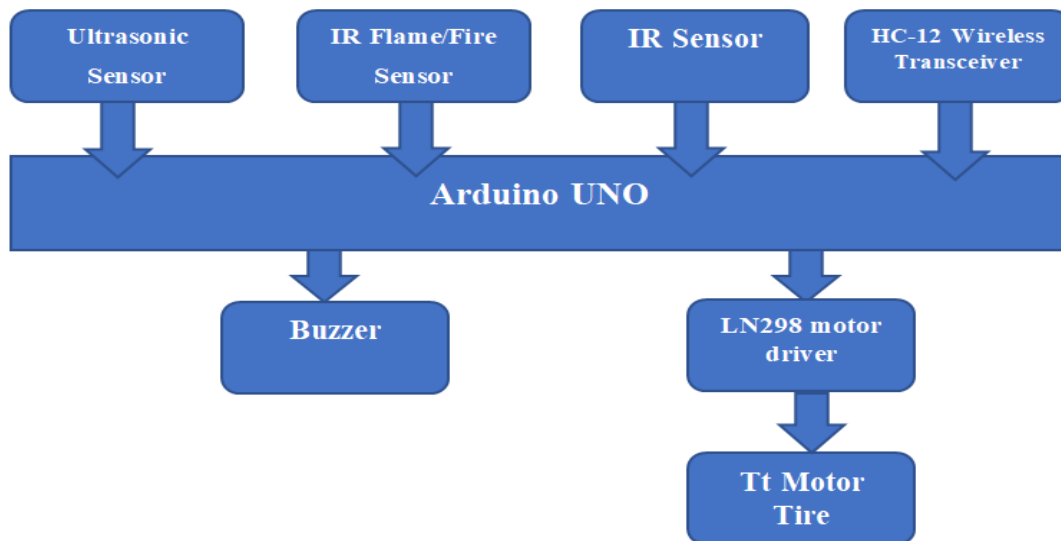 Ultrasonic
Sensor
IR Flame/Fire
Sensor
IR Sensor
HC-12 Wireless
Transceiver
Arduino UNO
Buzzer
LN298 motor
driver
Tt Motor
Tire